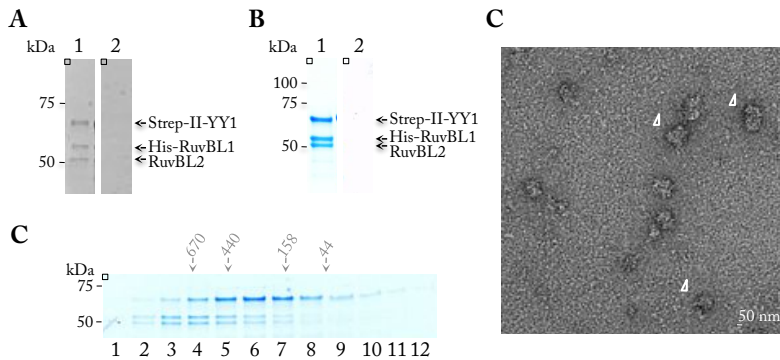 A
B
C
kDa
1
2
75
50
Strep-II-YY1
His-RuvBL1
RuvBL2
kDa
1
2
100
75
50
Strep-II-YY1
His-RuvBL1
RuvBL2
50 nm
C
670
440
158
44
kDa
75
50
1 2 3 4 5 6 7 8 9 10 11 12